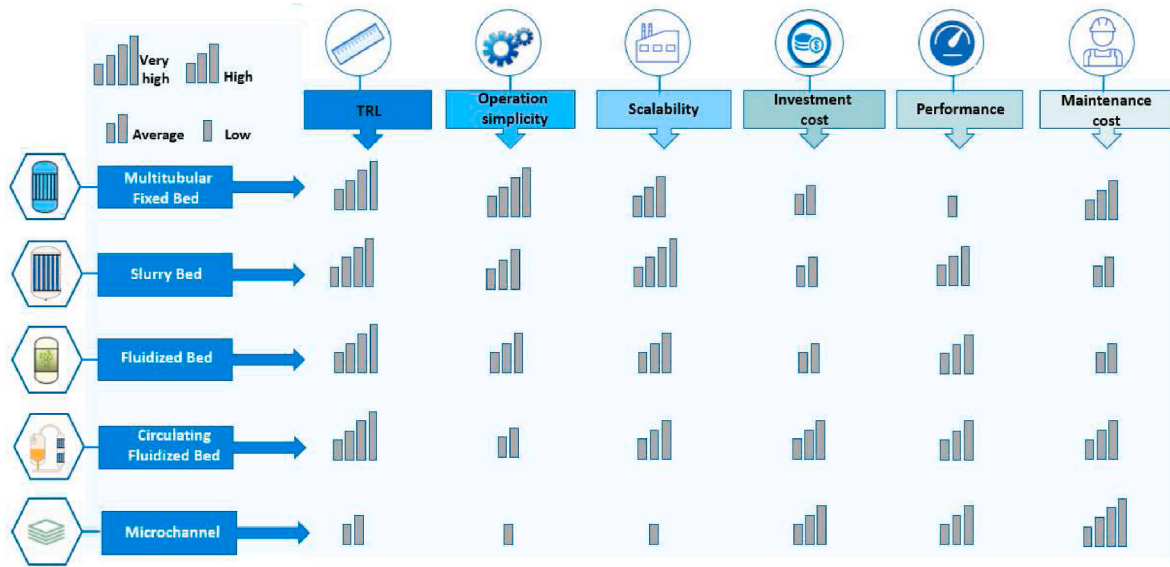 Very
high
High
Average
Low
TRL
Operation
simplicity
Scalability
Investment
cost
Performance
Maintenance
cost
Multitubular
Fixed Bed
Slurry Bed
Fluidized Bed
Circulating
Fluidized Bed
Microchannel